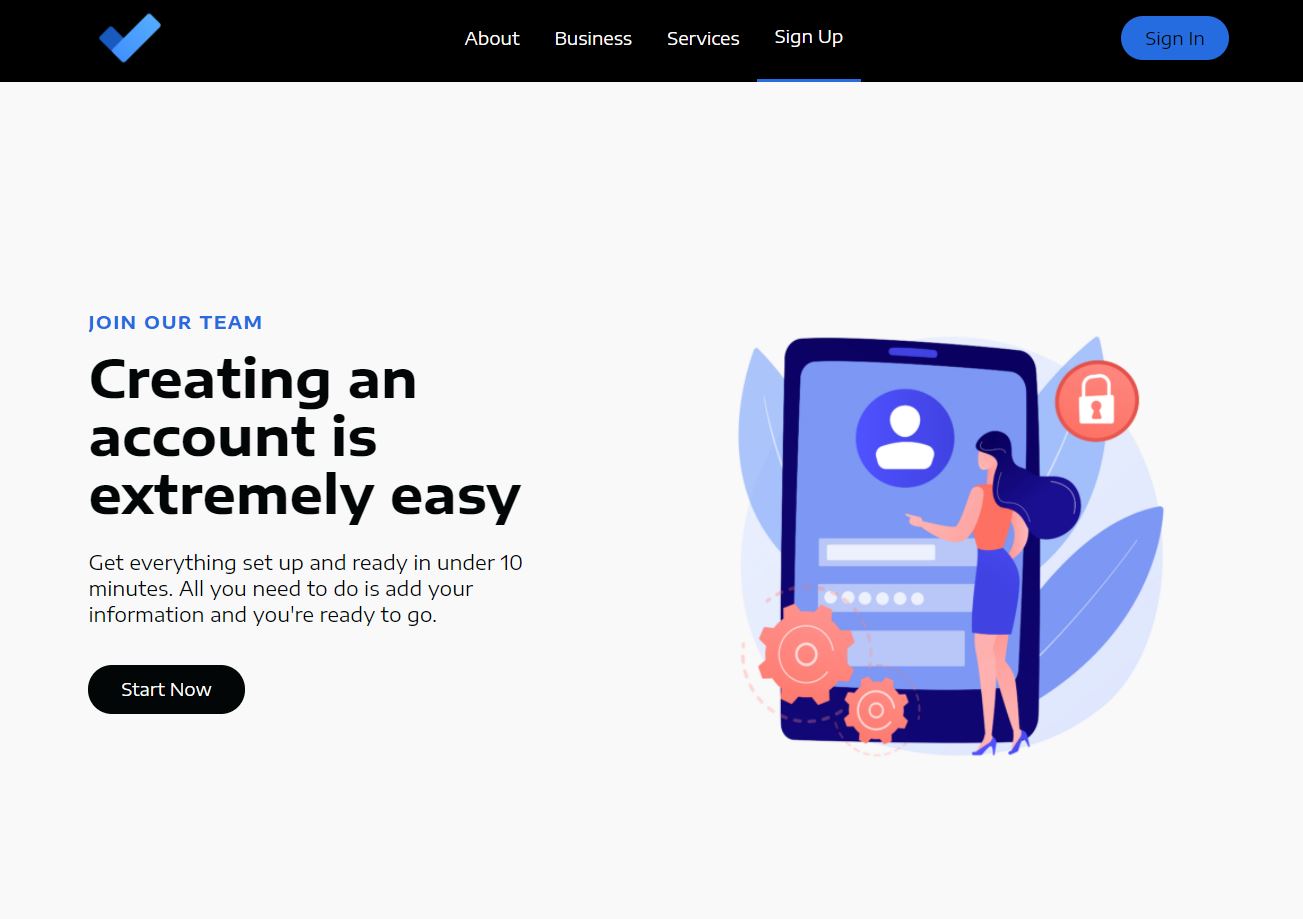 About
Business
Services
Sign Up
Sign In
JOIN OUR TEAM
Creating an
account is
extremely easy
Get everything set up and ready in under 10
minutes. All you need to do is add your
information and you're ready to go.
Start Now